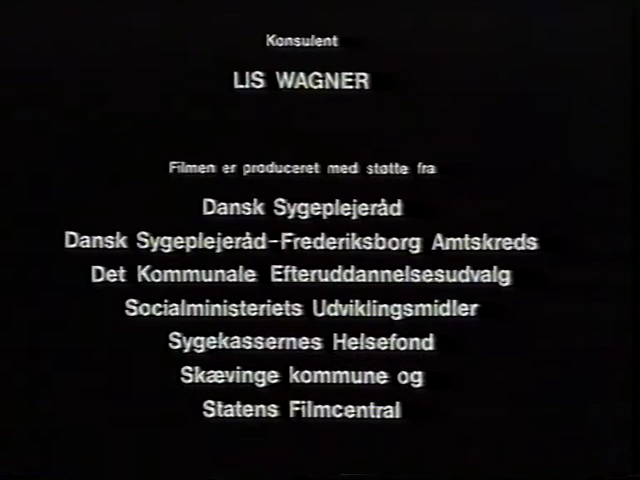 Konsulent
LIS WAGNER
Filmen er produceret med støtte fra
Dansk Sygeplejeråd
Dansk Sygeplejeråd-Frederiksborg Amtskreds
Det Kommunale Efteruddannelsesudvalg
Socialministeriets Udviklingsmidler
Sygekassernes Helsefond
Skævinge kommune og
Statens Filmcentral